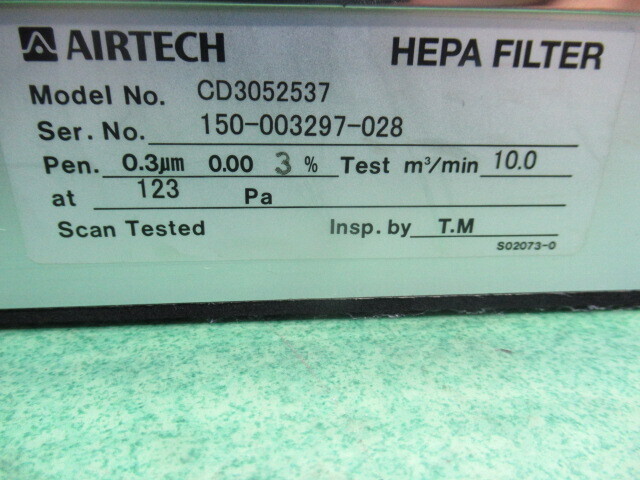 AIRTECH HEPA FILTER
Model No. CD3052537
Ser. No. 150-003297-028
Pen. 0.3μm 0.00 3 % Test m³/min 10.0
at 123 Pa
Scan Tested Insp. by T.M
S02073-0